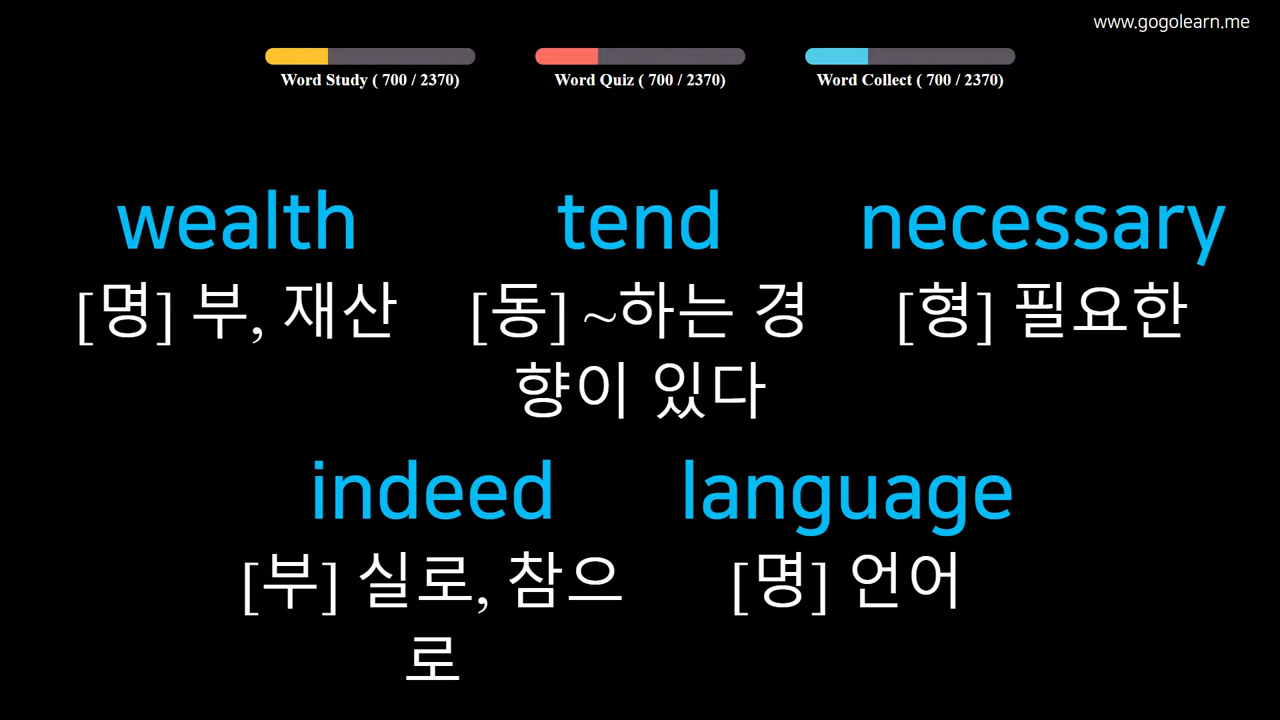 www.gogolearn.me
Word Study ( 700 / 2370)
Word Quiz ( 700 / 2370)
Word Collect ( 700 / 2370)
wealth
[명] 부, 재산
tend
[동] ~하는 경
향이 있다
necessary
[형] 필요한
indeed
[부] 실로, 참으
로
language
[명] 언어